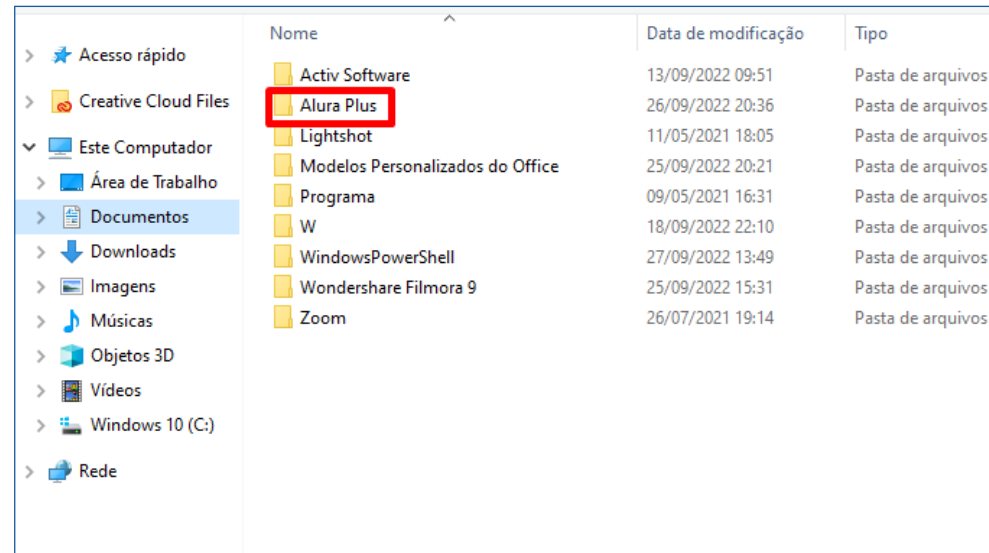 Nome Data de modificação Tipo
Acesso rápido
Creative Cloud Files
Este Computador
Área de Trabalho
Documentos
Downloads
Imagens
Músicas
Objetos 3D
Vídeos
Windows 10 (C:)
Rede
Activ Software 13/09/2022 09:51 Pasta de arquivos
Alura Plus 26/09/2022 20:36 Pasta de arquivos
Lightshot 11/05/2021 18:05 Pasta de arquivos
Modelos Personalizados do Office 25/09/2022 20:21 Pasta de arquivos
Programa 09/05/2021 16:31 Pasta de arquivos
W 18/09/2022 22:10 Pasta de arquivos
WindowsPowerShell 27/09/2022 13:49 Pasta de arquivos
Wondershare Filmora 9 25/09/2022 15:31 Pasta de arquivos
Zoom 26/07/2021 19:14 Pasta de arquivos